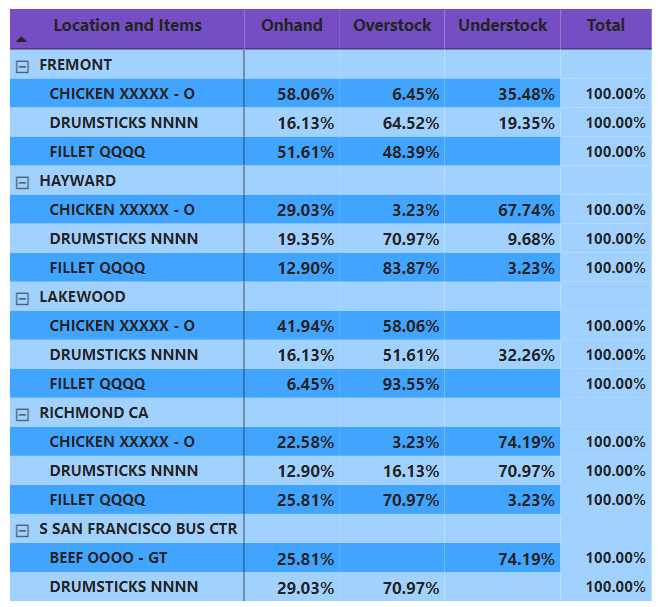 Location and Items Onhand Overstock Understock Total
FREMONT
CHICKEN XXXXX - O 58.06% 6.45% 35.48% 100.00%
DRUMSTICKS NNNN 16.13% 64.52% 19.35% 100.00%
FILLET QQQQ 51.61% 48.39% 100.00%
HAYWARD
CHICKEN XXXXX - O 29.03% 3.23% 67.74% 100.00%
DRUMSTICKS NNNN 19.35% 70.97% 9.68% 100.00%
FILLET QQQQ 12.90% 83.87% 3.23% 100.00%
LAKEWOOD
CHICKEN XXXXX - O 41.94% 58.06% 100.00%
DRUMSTICKS NNNN 16.13% 51.61% 32.26% 100.00%
FILLET QQQQ 6.45% 93.55% 100.00%
RICHMOND CA
CHICKEN XXXXX - O 22.58% 3.23% 74.19% 100.00%
DRUMSTICKS NNNN 12.90% 16.13% 70.97% 100.00%
FILLET QQQQ 25.81% 70.97% 3.23% 100.00%
S SAN FRANCISCO BUS CTR
BEEF OOOO - GT 25.81% 74.19% 100.00%
DRUMSTICKS NNNN 29.03% 70.97% 100.00%